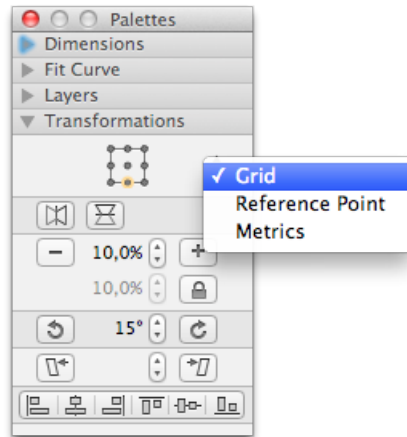 Palettes
Dimensions
Fit Curve
Layers
Transformations
✓ Grid
Reference Point
Metrics
10,0%
10,0%
15°